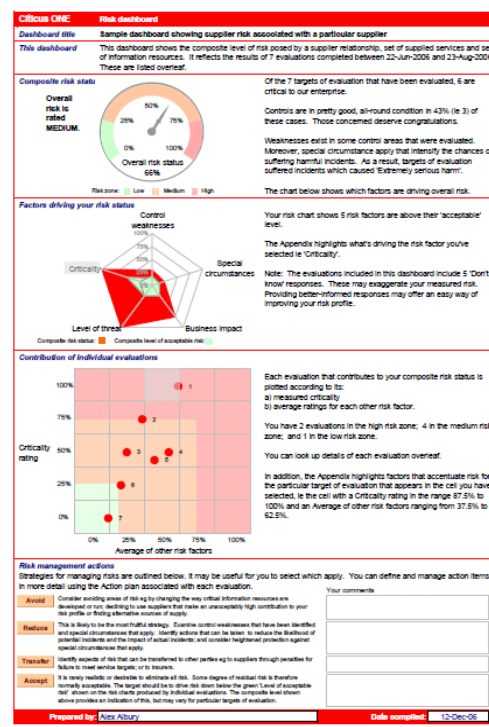 Citicus ONE Risk dashboard
Dashboard title Sample dashboard showing supplier risk associated with a particular supplier
This dashboard This dashboard shows the composite level of risk posed by a supplier relationship, set of supplied services and se
of information resources. It reflects the results of 7 evaluations completed between 22-Jun-2006 and 23-Aug-200
These are listed overleaf.
Composite risk statu
Overall
risk is
rated
MEDIUM.
0%
25%
50%
75%
100%
Overall risk status
66%
Risk zone: Low Medium High
Of the 7 targets of evaluation that have been evaluated, 6 are
critical to our enterprise.
Controls are in pretty good, all-round condition in 43% (ie 3) of
these cases. Those concerned deserve congratulations.
Weaknesses exist in some control areas that were evaluated.
Moreover, special circumstance apply that intensify the chances o
suffering harmful incidents. As a result, targets of evaluation
suffered incidents which caused 'Extremely serious harm'.
The chart below shows which factors are driving overall risk.
Factors driving your risk status
Control
weaknesses
100%
75%
50%
25%
0%
Special
circumstances
Business impact
Level of threat
Criticality
Composite risk status: Composite level of acceptable risk:
Your risk chart shows 5 risk factors are above their 'acceptable'
level.
The Appendix highlights what's driving the risk factor you've
selected ie 'Criticality'.
Note: The evaluations included in this dashboard include 5 'Don't
know' responses. These may exaggerate your measured risk.
Providing better-informed responses may offer an easy way of
improving your risk profile.
Contribution of individual evaluations
Criticality
rating
100%
75%
50%
25%
0%
1
2
3
4
5
6
7
0% 25% 50% 75% 100%
Average of other risk factors
Each evaluation that contributes to your composite risk status is
plotted according to its:
a) measured criticality
b) average ratings for each other risk factor.
You have 2 evaluations in the high risk zone; 4 in the medium risk
zone; and 1 in the low risk zone.
You can look up details of each evaluation overleaf.
In addition, the Appendix highlights factors that accentuate risk for
the particular target of evaluation that appears in the cell you have
selected, ie the cell with a Criticality rating in the range 87.5% to
100% and an Average of other risk factors ranging from 37.5% to
62.5%.
Risk management actions
Strategies for managing risks are outlined below. It may be useful for you to select which apply. You can define and manage action items
in more detail using the Action plan associated with each evaluation.
Your comments
Avoid Consider avoiding areas of risk eg by changing the way critical information resources are
developed or run; declining to use suppliers that make an unacceptably high contribution to your
risk profile or finding alternative sources of supply.
Reduce This is likely to be the most fruitful strategy. Examine control weaknesses that have been identified
and special circumstances that apply. Identify actions that can be taken to reduce the likelihood of
potential incidents and the impact of actual incidents; and consider heightened protection against
special circumstances that apply.
Transfer Identify aspects of risk that can be transferred to other parties eg to suppliers through penalties for
failure to meet service targets; or to insurers.
Accept It is rarely realistic or desirable to eliminate all risk. Some degree of residual risk is therefore
normally acceptable. The target should be to drive risk down below the green 'Level of acceptable
risk' shown on the risk charts produced by individual evaluations. The composite level shown
above provides an indication of this, but may vary for particular targets of evaluation.
Prepared by: Alex Albury Date compiled: 12-Dec-06